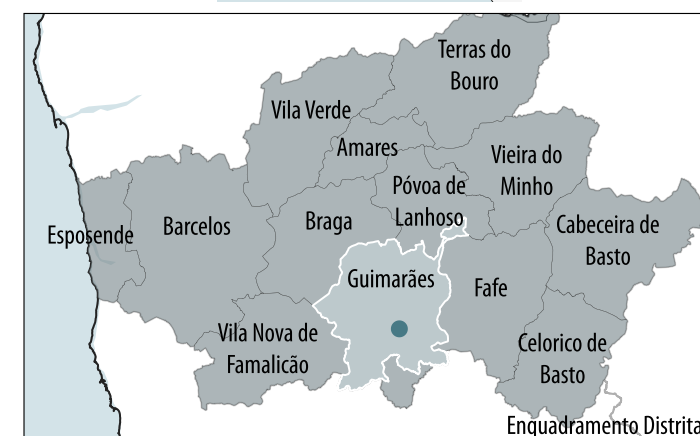 Terras do
Bouro
Vila Verde
Amares
Vieira do
Minho
Póvoa de
Lanhoso
Esposende
Barcelos
Braga
Cabeceira de
Basto
Guimarães
Fafe
Vila Nova de
Famalicão
Celorico de
Basto
Enquadramento Distrita